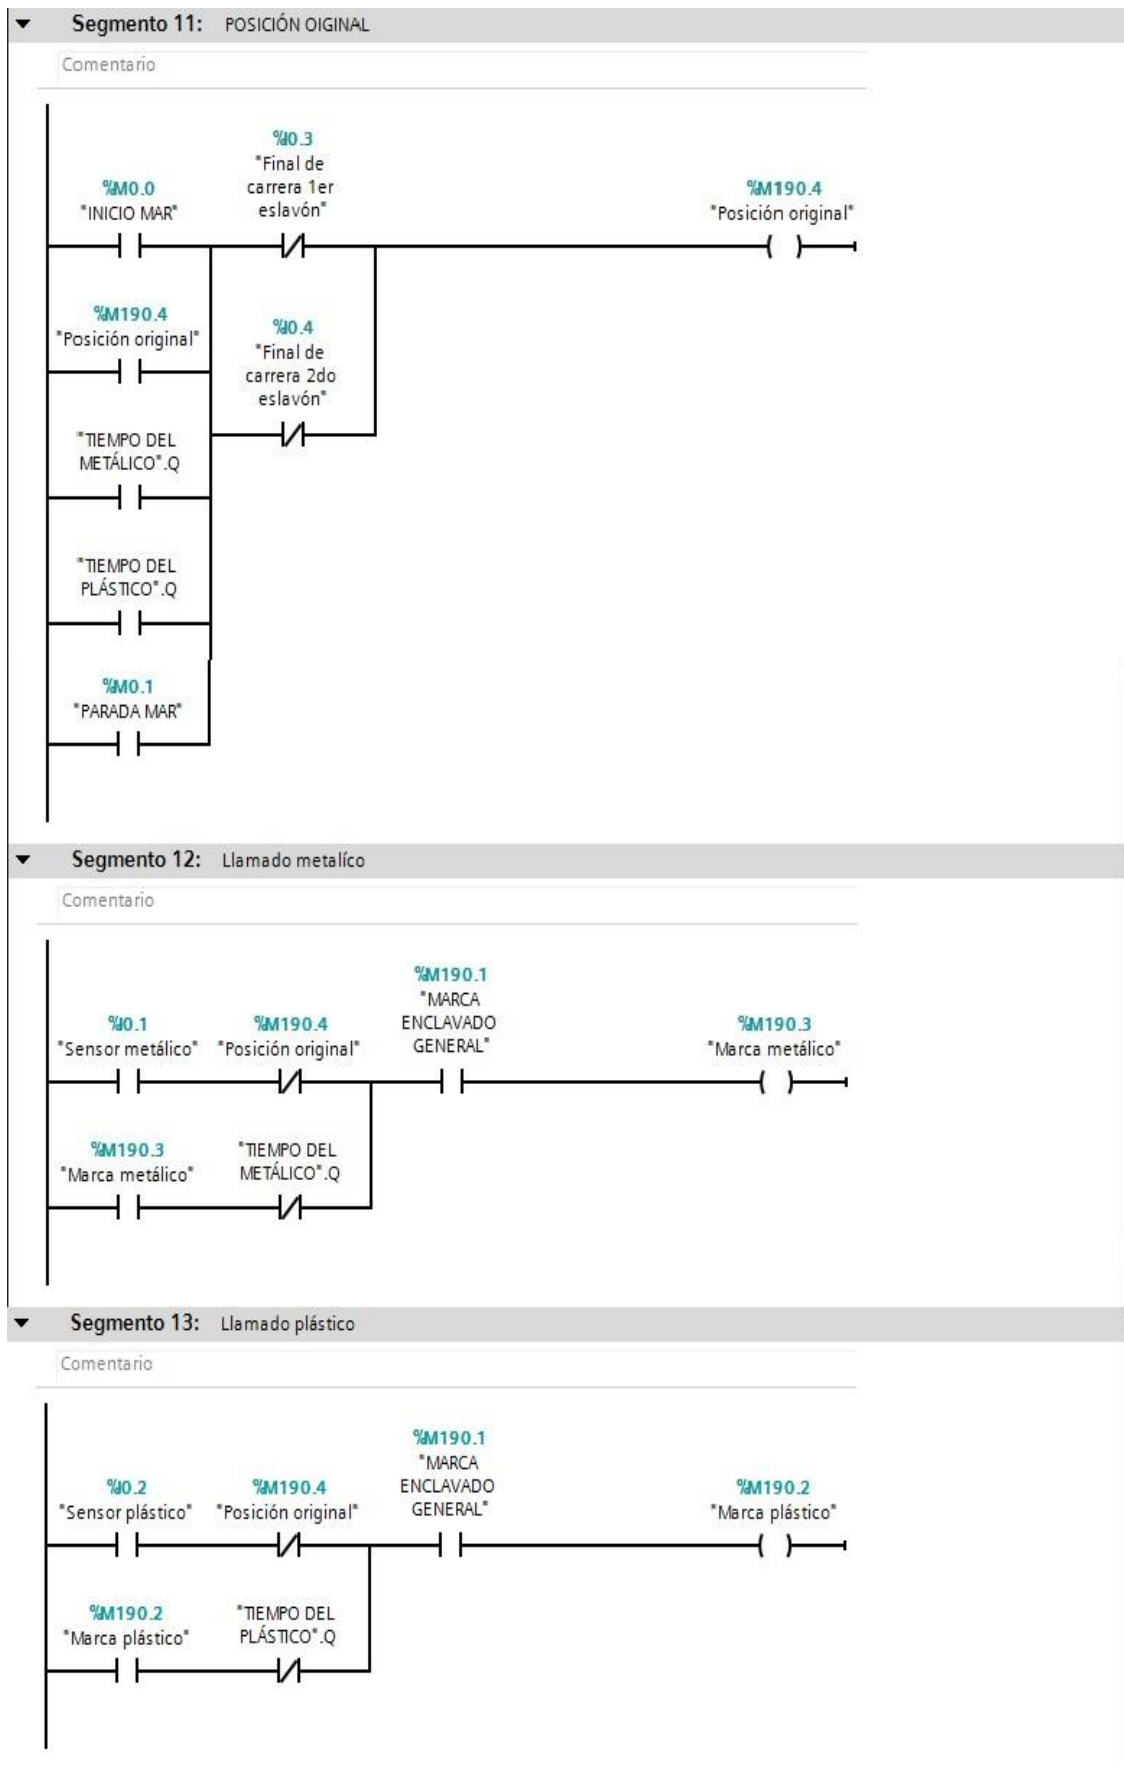 Segmento 11: POSICIÓN OIGINAL
Comentario
%I0.3
"Final de
carrera 1er
eslavón"
%M0.0
"INICIO MAR"
%M190.4
"Posición original"
%M190.4
"Posición original"
%I0.4
"Final de
carrera 2do
eslavón"
"TIEMPO DEL
METÁLICO".Q
"TIEMPO DEL
PLÁSTICO".Q
%M0.1
"PARADA MAR"
Segmento 12: Llamado metalíco
Comentario
%I0.1
"Sensor metálico"
%M190.4
"Posición original"
%M190.1
"MARCA
ENCLAVADO
GENERAL"
%M190.3
"Marca metálico"
%M190.3
"Marca metálico"
"TIEMPO DEL
METÁLICO".Q
Segmento 13: Llamado plástico
Comentario
%I0.2
"Sensor plástico"
%M190.4
"Posición original"
%M190.1
"MARCA
ENCLAVADO
GENERAL"
%M190.2
"Marca plástico"
%M190.2
"Marca plástico"
"TIEMPO DEL
PLÁSTICO".Q